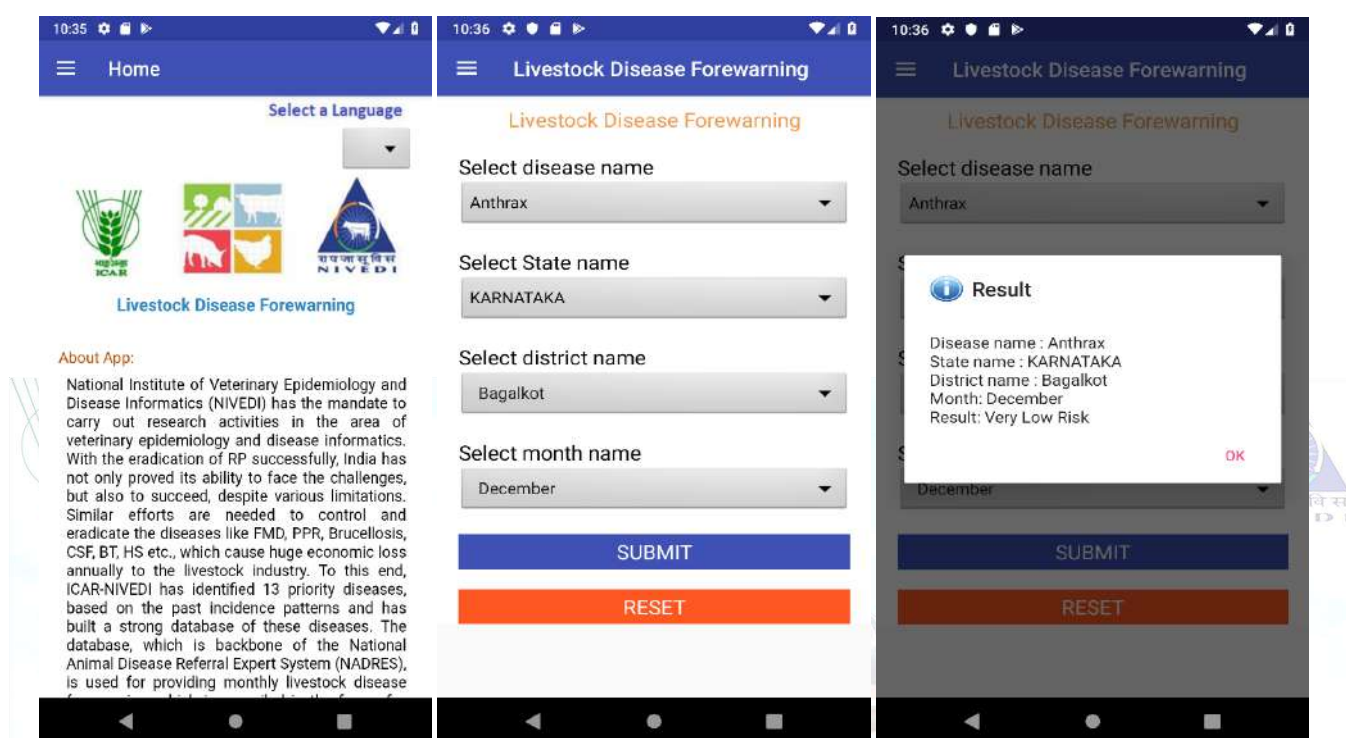 10:35
Home
Select a Language
भाकृअनुप
ICAR
रा प जा सू वि सं
NIVEDI
Livestock Disease Forewarning
About App:
National Institute of Veterinary Epidemiology and
Disease Informatics (NIVEDI) has the mandate to
carry out research activities in the area of
veterinary epidemiology and disease informatics.
With the eradication of RP successfully, India has
not only proved its ability to face the challenges,
but also to succeed, despite various limitations.
Similar efforts are needed to control and
eradicate the diseases like FMD, PPR, Brucellosis,
CSF, BT, HS etc., which cause huge economic loss
annually to the livestock industry. To this end,
ICAR-NIVEDI has identified 13 priority diseases,
based on the past incidence patterns and has
built a strong database of these diseases. The
database, which is backbone of the National
Animal Disease Referral Expert System (NADRES),
is used for providing monthly livestock disease
10:36
Livestock Disease Forewarning
Livestock Disease Forewarning
Select disease name
Anthrax
Select State name
KARNATAKA
Select district name
Bagalkot
Select month name
December
SUBMIT
RESET
10:36
Livestock Disease Forewarning
Livestock Disease Forewarning
Select disease name
Anthrax
Result
Disease name : Anthrax
State name : KARNATAKA
District name : Bagalkot
Month: December
Result: Very Low Risk
OK
December
SUBMIT
RESET